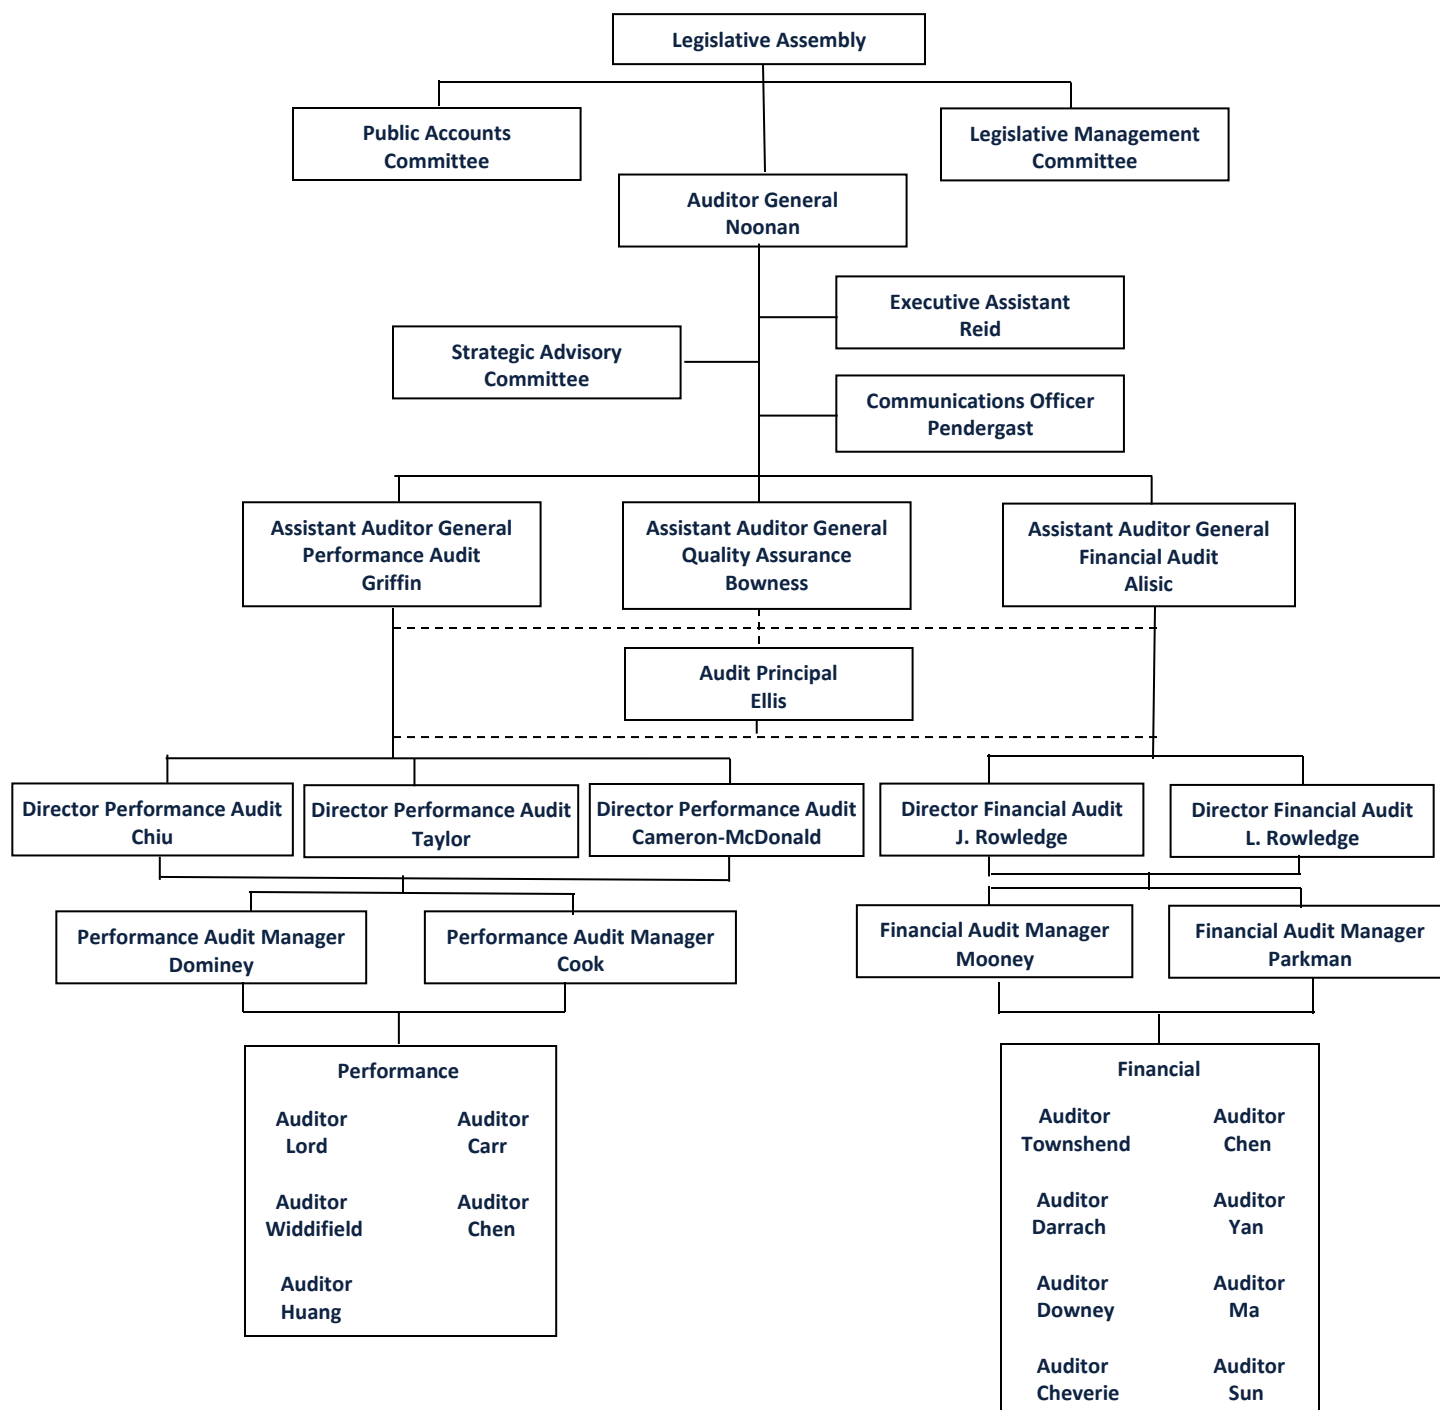 Legislative Assembly
Public Accounts
Committee
Legislative Management
Committee
Auditor General
Noonan
Executive Assistant
Reid
Strategic Advisory
Committee
Communications Officer
Pendergast
Assistant Auditor General
Performance Audit
Griffin
Assistant Auditor General
Quality Assurance
Bowness
Assistant Auditor General
Financial Audit
Alisic
Audit Principal
Ellis
Director Performance Audit
Chiu
Director Performance Audit
Taylor
Director Performance Audit
Cameron-McDonald
Director Financial Audit
J. Rowledge
Director Financial Audit
L. Rowledge
Performance Audit Manager
Dominey
Performance Audit Manager
Cook
Financial Audit Manager
Mooney
Financial Audit Manager
Parkman
Performance
Auditor
Lord
Auditor
Carr
Auditor
Widdifield
Auditor
Chen
Auditor
Huang
Financial
Auditor
Townshend
Auditor
Chen
Auditor
Darrach
Auditor
Yan
Auditor
Downey
Auditor
Ma
Auditor
Cheverie
Auditor
Sun